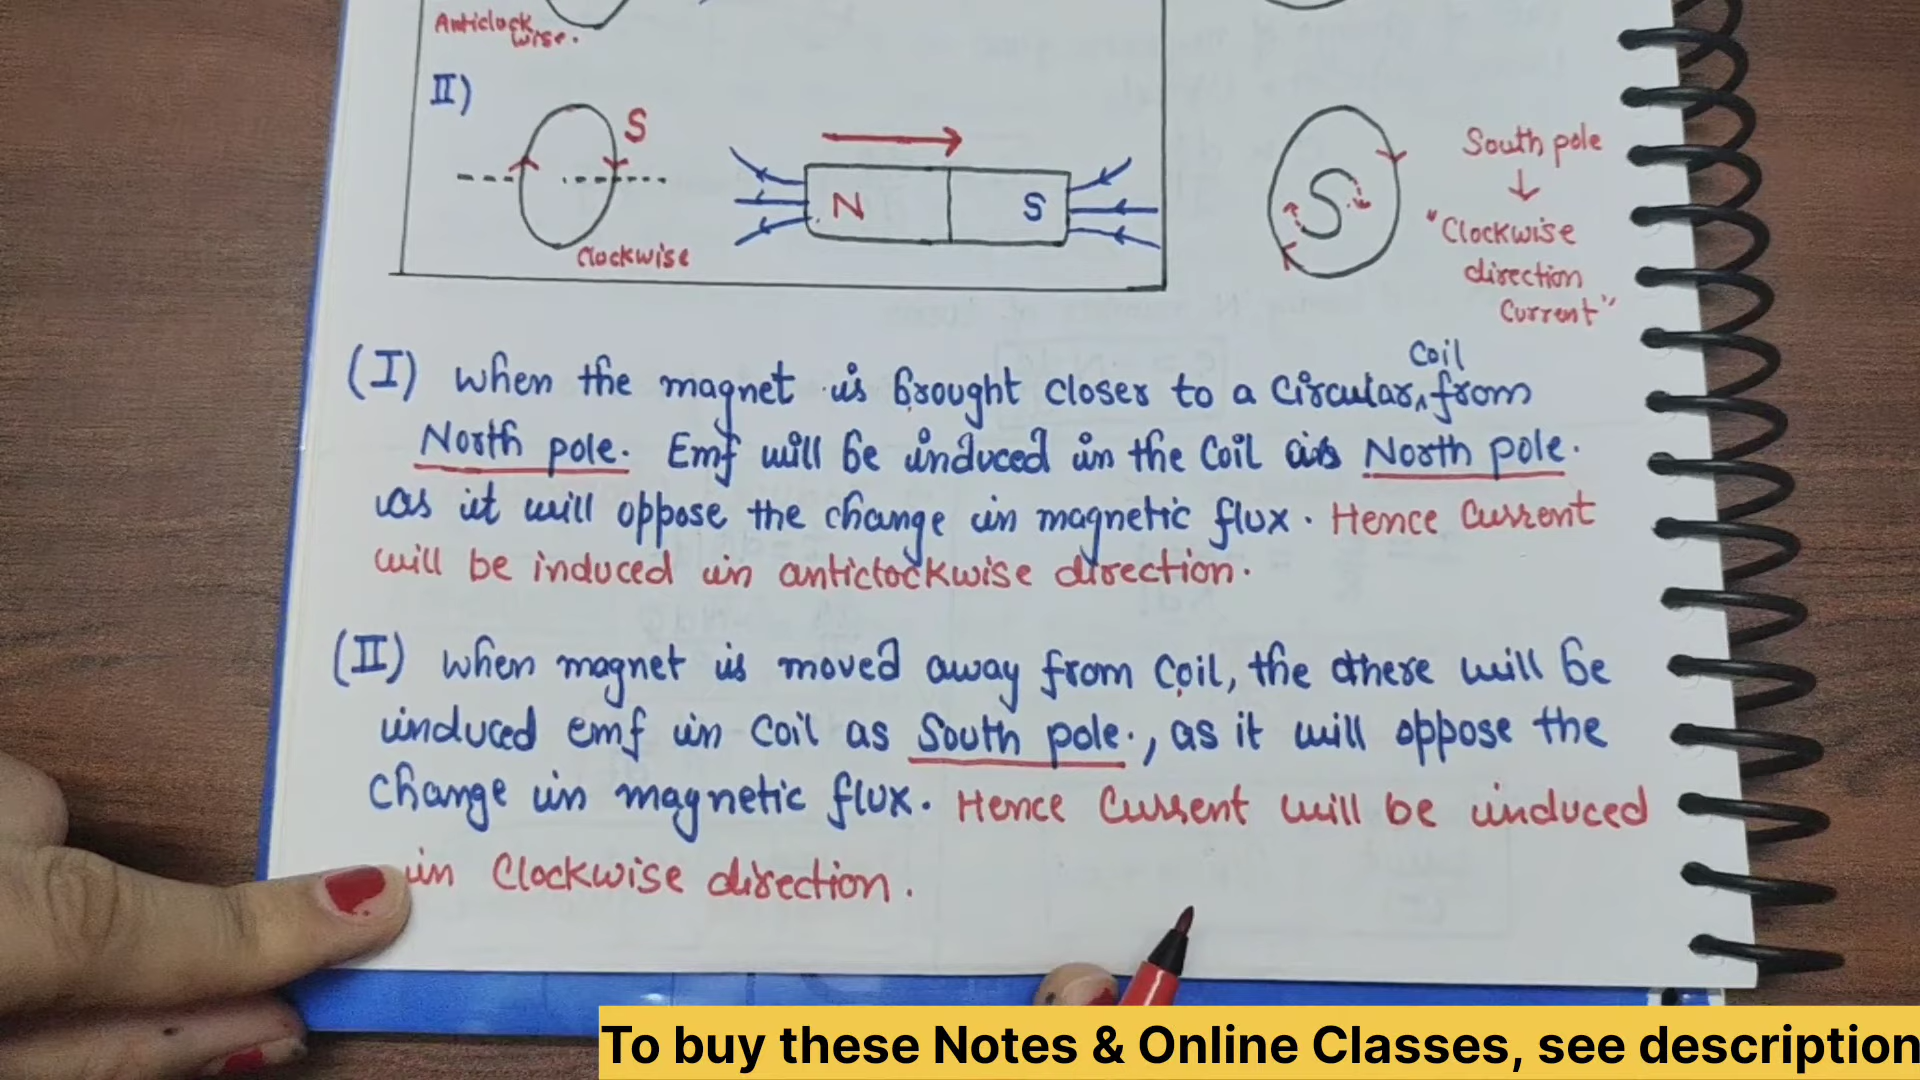 Anticlock
wise.
II)
S
Clockwise
N
S
S
South pole
↓
"Clockwise
direction
Current"
Coil
(I) when the magnet is brought closer to a Circular^ from
North pole. Emf will be induced in the Coil as North pole.
as it will oppose the change in magnetic flux. Hence Current
will be induced in anticlockwise direction.
(II) when magnet is moved away from Coil, the there will be
induced emf in Coil as South pole., as it will oppose the
change in magnetic flux. Hence Current will be induced
in Clockwise direction.
To buy these Notes & Online Classes, see description